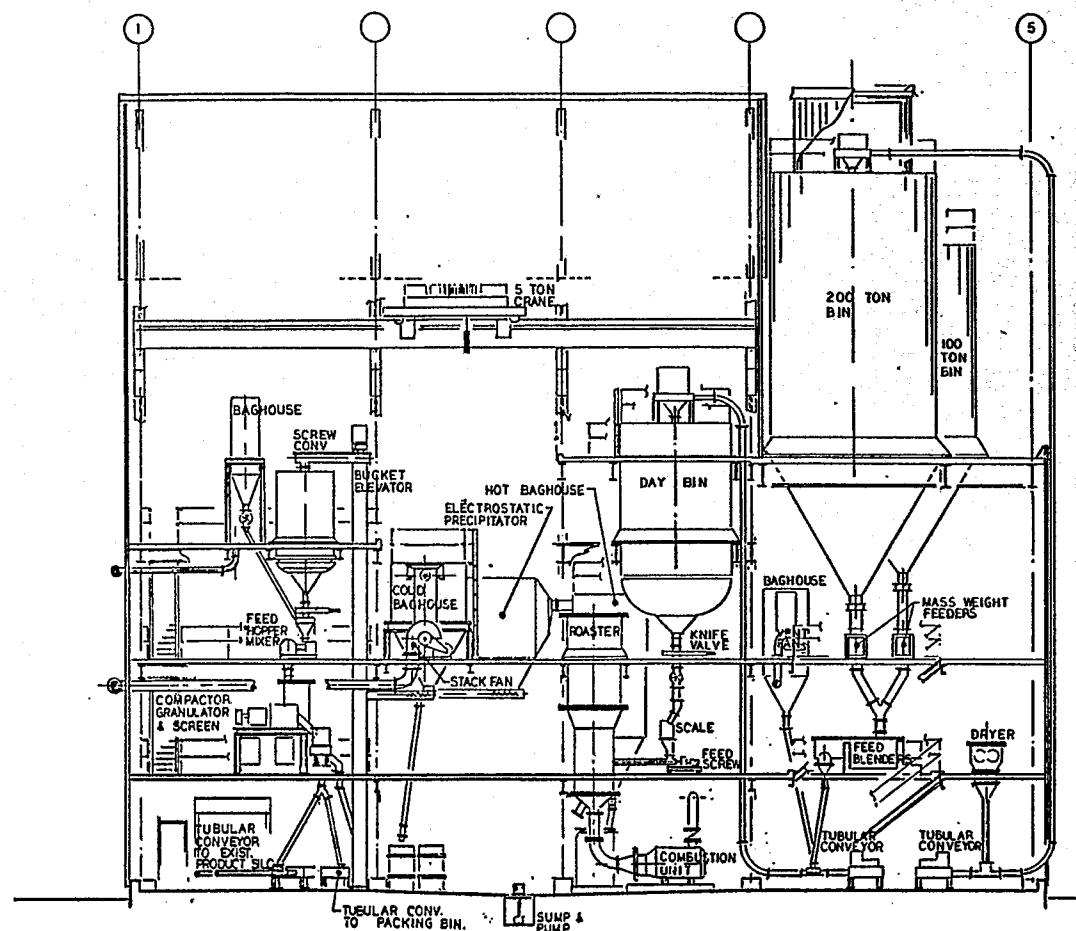 1
5
5 TON
CRANE
200 TON
BIN
100
TON
BIN
BAGHOUSE
SCREW
CONV
BUCKET
ELEVATOR
HOT BAGHOUSE
DAY BIN
ELECTROSTATIC
PRECIPITATOR
COLD
BAGHOUSE
BAGHOUSE
MASS WEIGHT
FEEDERS
FEED
HOPPER
MIXER
ROASTER
KNIFE
VALVE
VENT
FANS
STACK FAN
COMPACTOR
GRANULATOR
& SCREEN
SCALE
FEED
SCREW
FEED
BLENDERS
DRYER
TUBULAR
CONVEYOR
TO EXIST.
PRODUCT SILO
COMBUSTION
UNIT
TUBULAR
CONVEYOR
TUBULAR
CONVEYOR
TUBULAR CONV.
TO PACKING BIN.
SUMP &
PUMP